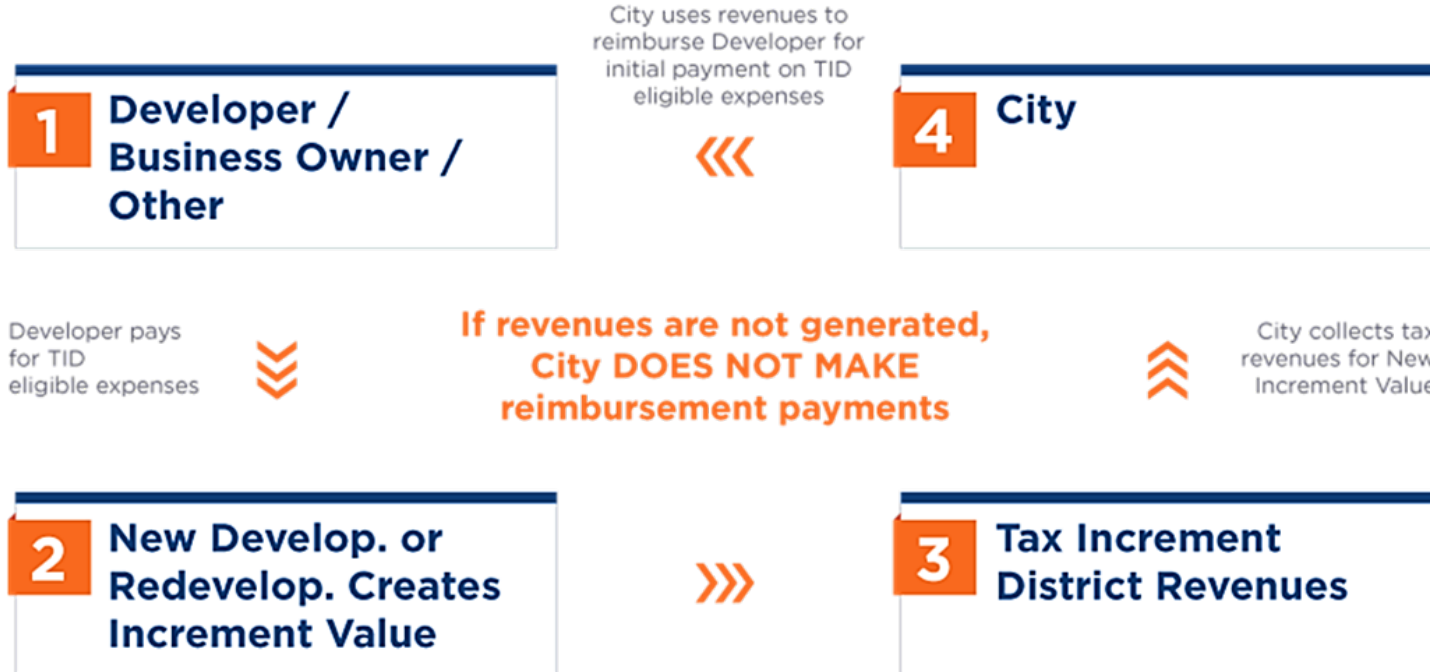 City uses revenues to
reimburse Developer for
initial payment on TID
eligible expenses
1
Developer /
Business Owner /
Other
4
City
Developer pays
for TID
eligible expenses
If revenues are not generated,
City DOES NOT MAKE
reimbursement payments
City collects tax
revenues for New
Increment Value
2
New Develop. or
Redevelop. Creates
Increment Value
3
Tax Increment
District Revenues